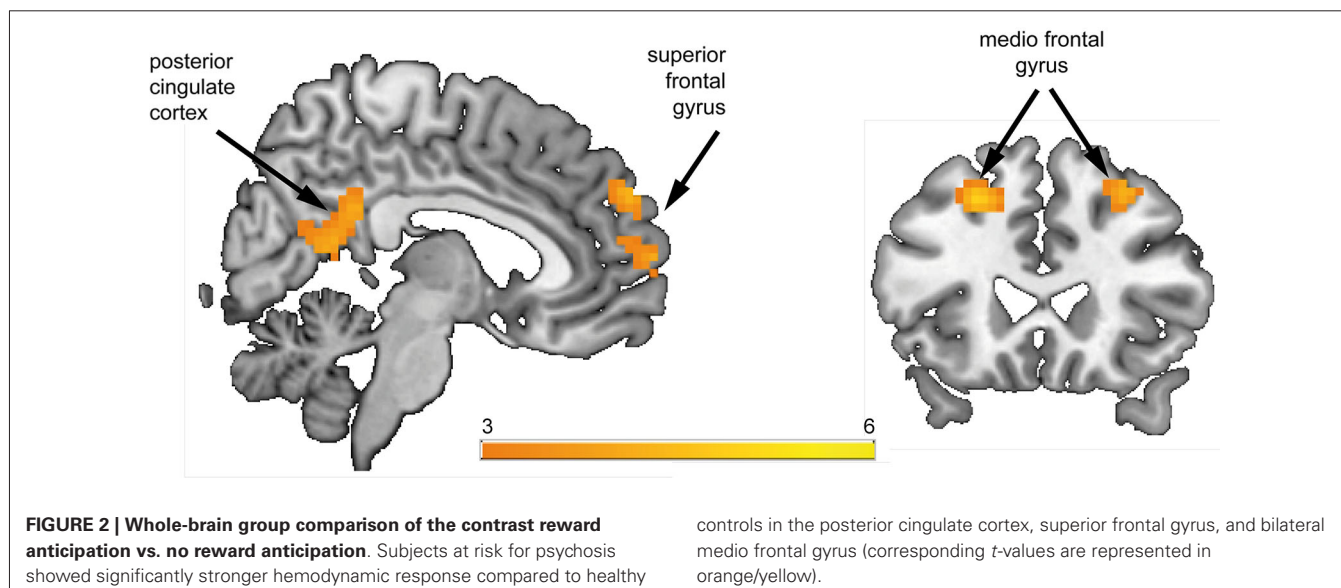 posterior
cingulate
cortex
superior
frontal
gyrus
medio frontal
gyrus
3
6
FIGURE 2 | Whole-brain group comparison of the contrast reward
anticipation vs. no reward anticipation. Subjects at risk for psychosis
showed significantly stronger hemodynamic response compared to healthy
controls in the posterior cingulate cortex, superior frontal gyrus, and bilateral
medio frontal gyrus (corresponding t-values are represented in
orange/yellow).